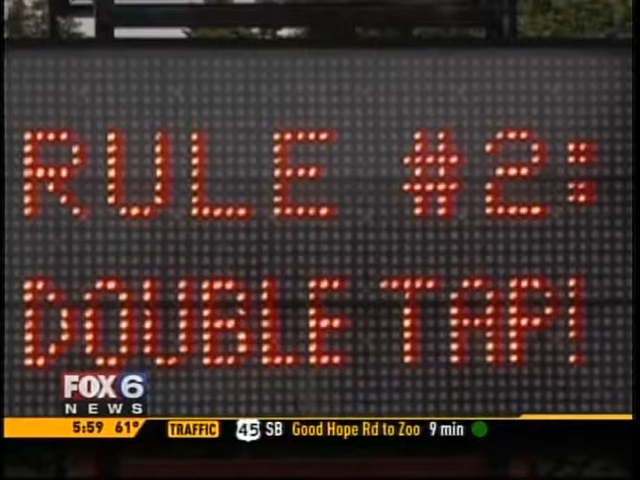 RULE #2:
DOUBLE TAP!
FOX 6
NEWS
5:59 61° TRAFFIC 45 SB Good Hope Rd to Zoo 9 min